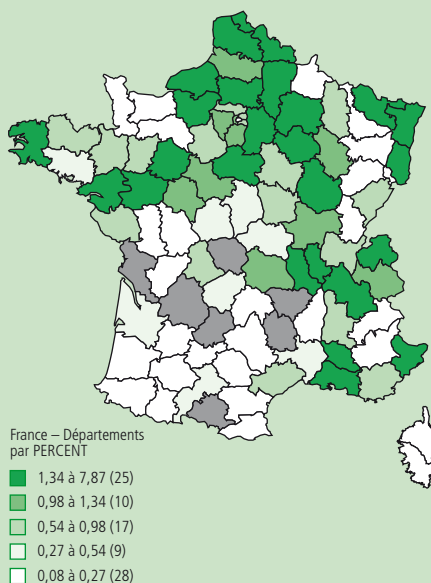 France – Départements
par PERCENT
1,34 à 7,87 (25)
0,98 à 1,34 (10)
0,54 à 0,98 (17)
0,27 à 0,54 (9)
0,08 à 0,27 (28)